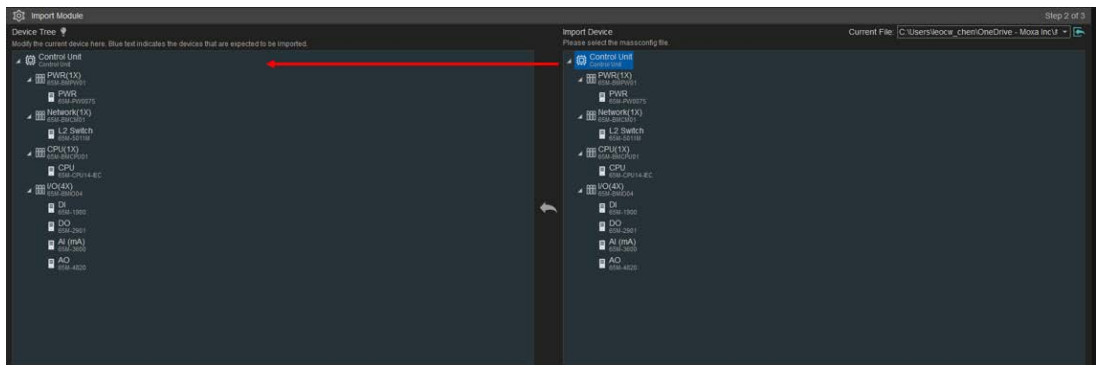 Import Module
Step 2 of 3
Device Tree
Modify the current device here. Blue text indicates the devices that are expected to be Imported.
Control Unit
Control Unit
PWR(1X)
65M-BMPW01
PWR
65M-PW0075
Network(1X)
65M-BMCM01
L2 Switch
65M-5011M
CPU(1X)
65M-BMCPU01
CPU
65M-CPU14-IEC
I/O(4X)
65M-BMIO04
DI
65M-1900
DO
65M-2901
AI (mA)
65M-3600
AO
65M-4820
Import Device
Current File: C:\Users\leocw_chen\OneDrive - Moxa Inc\
Please select the massconfig file.
Control Unit
Control Unit
PWR(1X)
65M-BMPW01
PWR
65M-PW0075
Network(1X)
65M-BMCM01
L2 Switch
65M-5011M
CPU(1X)
65M-BMCPU01
CPU
65M-CPU14-IEC
I/O(4X)
65M-BMIO04
DI
65M-1900
DO
65M-2901
AI (mA)
65M-3600
AO
65M-4820